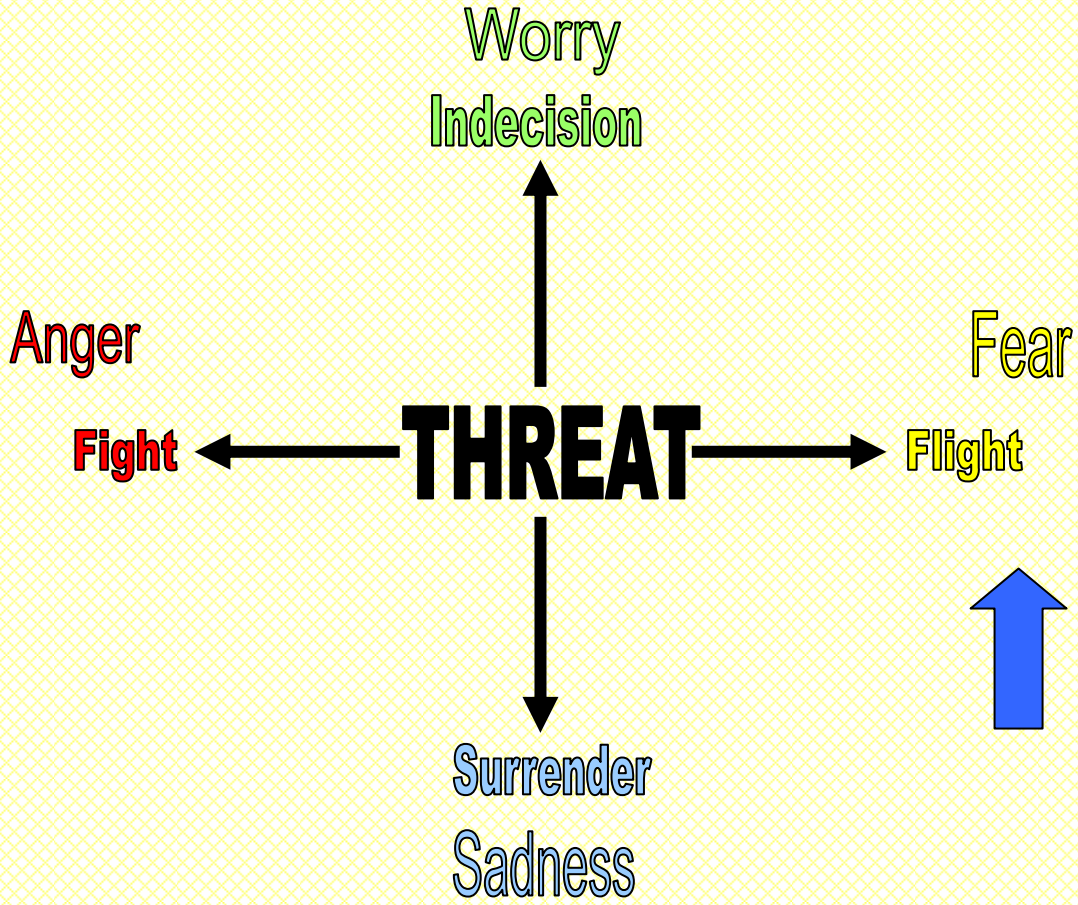 Worry
Indecision
Anger
Fear
Fight
THREAT
Flight
Surrender
Sadness